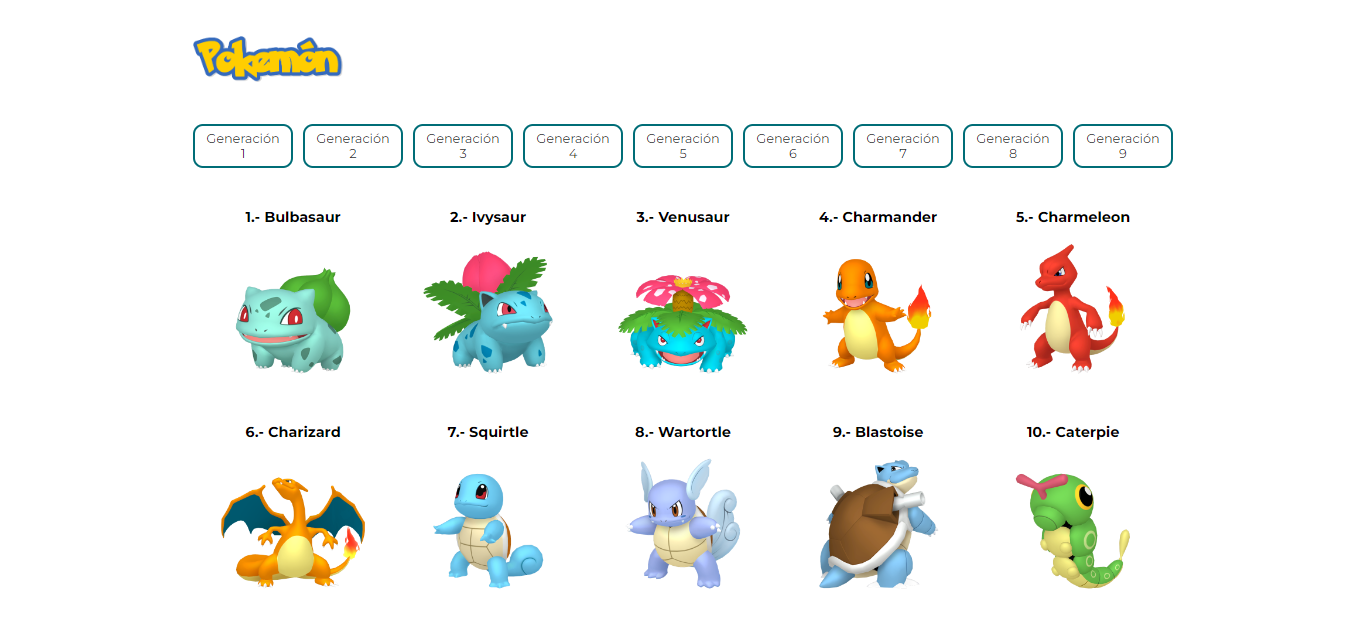 Pokemón
Generación
1
Generación
2
Generación
3
Generación
4
Generación
5
Generación
6
Generación
7
Generación
8
Generación
9
1.- Bulbasaur
2.- Ivysaur
3.- Venusaur
4.- Charmander
5.- Charmeleon
6.- Charizard
7.- Squirtle
8.- Wartortle
9.- Blastoise
10.- Caterpie